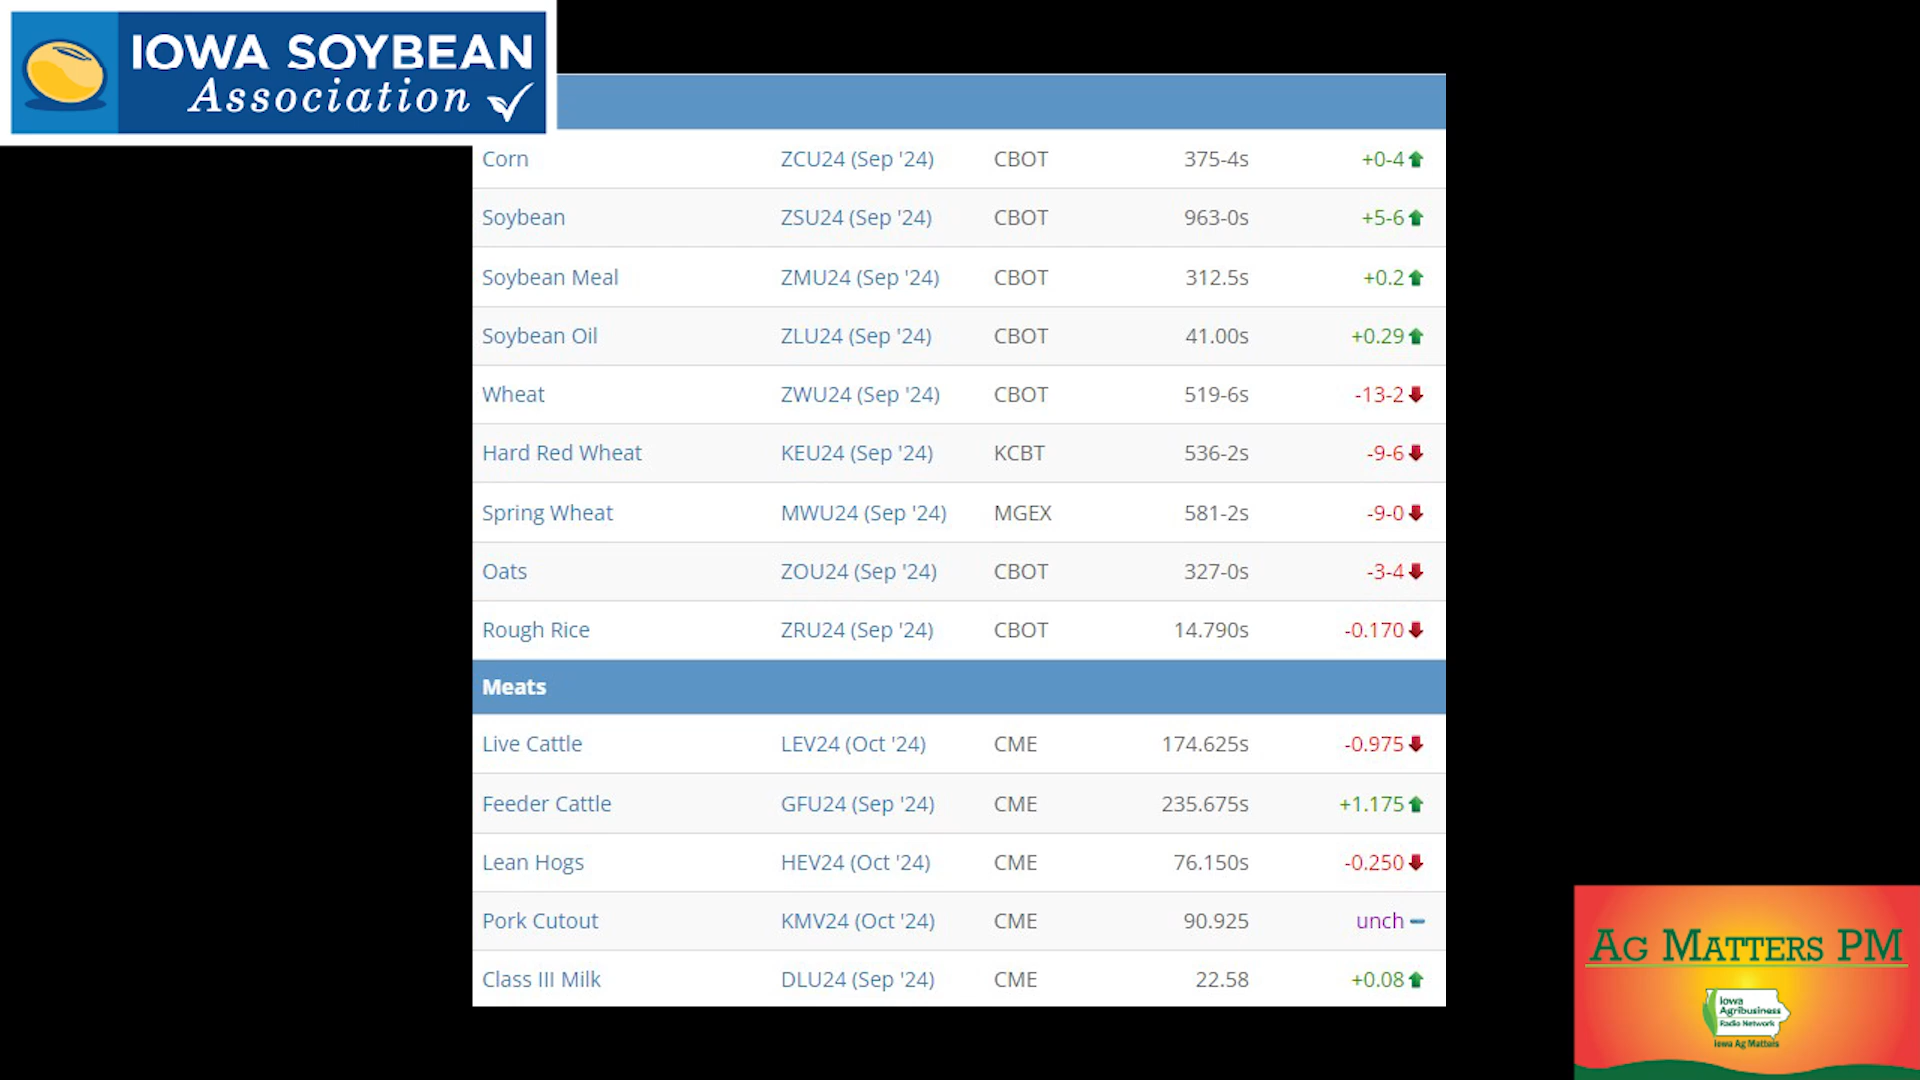 IOWA SOYBEAN
Association
Corn ZCU24 (Sep '24) CBOT 375-4s +0-4
Soybean ZSU24 (Sep '24) CBOT 963-0s +5-6
Soybean Meal ZMU24 (Sep '24) CBOT 312.5s +0.2
Soybean Oil ZLU24 (Sep '24) CBOT 41.00s +0.29
Wheat ZWU24 (Sep '24) CBOT 519-6s -13-2
Hard Red Wheat KEU24 (Sep '24) KCBT 536-2s -9-6
Spring Wheat MWU24 (Sep '24) MGEX 581-2s -9-0
Oats ZOU24 (Sep '24) CBOT 327-0s -3-4
Rough Rice ZRU24 (Sep '24) CBOT 14.790s -0.170
Meats
Live Cattle LEV24 (Oct '24) CME 174.625s -0.975
Feeder Cattle GFU24 (Sep '24) CME 235.675s +1.175
Lean Hogs HEV24 (Oct '24) CME 76.150s -0.250
Pork Cutout KMV24 (Oct '24) CME 90.925 unch
Class III Milk DLU24 (Sep '24) CME 22.58 +0.08
AG MATTERS PM
Iowa
Agribusiness
Radio Network
Iowa Ag Matters